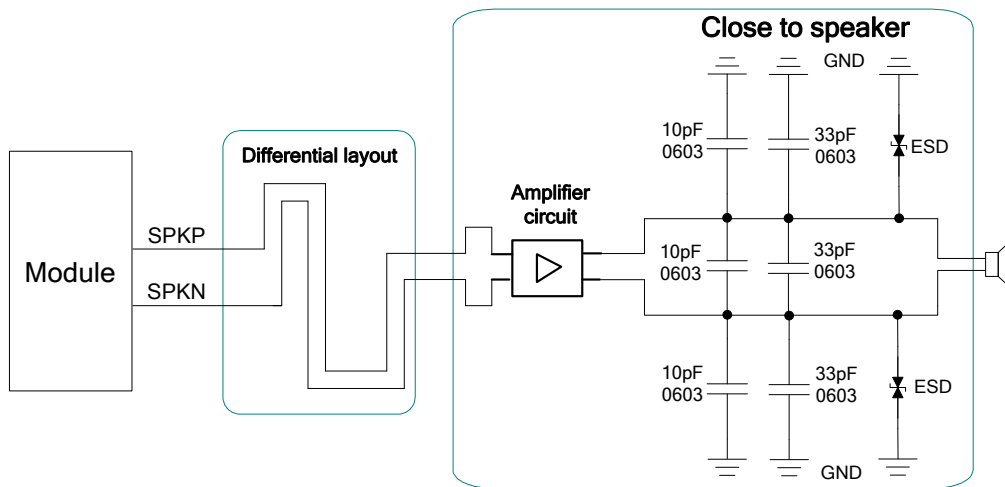 Close to speaker
GND
10pF
0603
33pF
0603
ESD
Differential layout
Amplifier
circuit
SPKP
Module
SPKN
10pF
0603
33pF
0603
10pF
0603
33pF
0603
ESD
GND